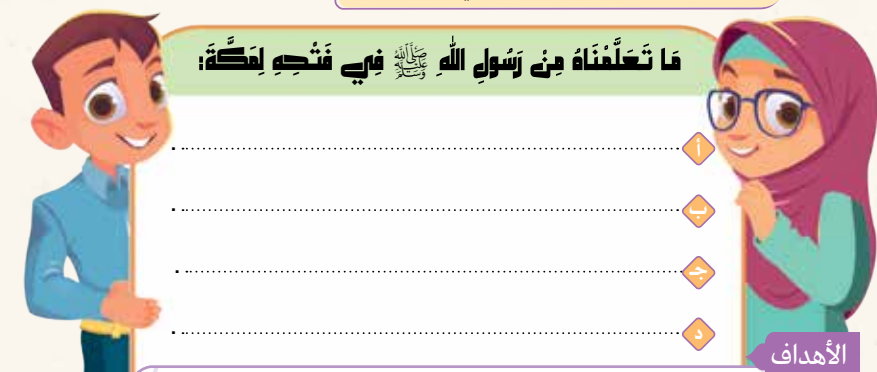 مَا تَعَلَّمْنَاهُ مِنْ رَسُولِ اللهِ ﷺ فِي فَتْحِهِ لِمَكَّةَ:
أ ............................................................ .
ب ............................................................ .
جـ ............................................................ .
د ............................................................ .
الأهداف